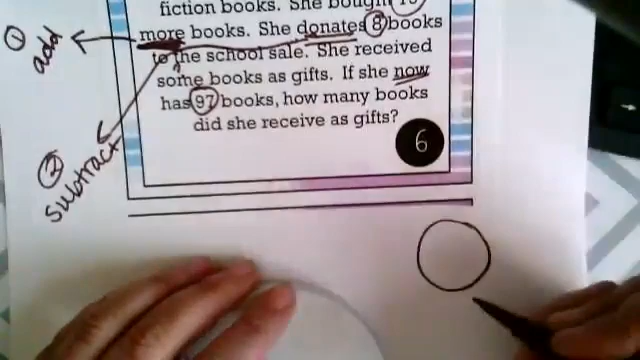 fiction books. She bought
more books. She donates 8 books
to the school sale. She received
some books as gifts. If she now
has 97 books, how many books
did she receive as gifts?
6
① add
② subtract